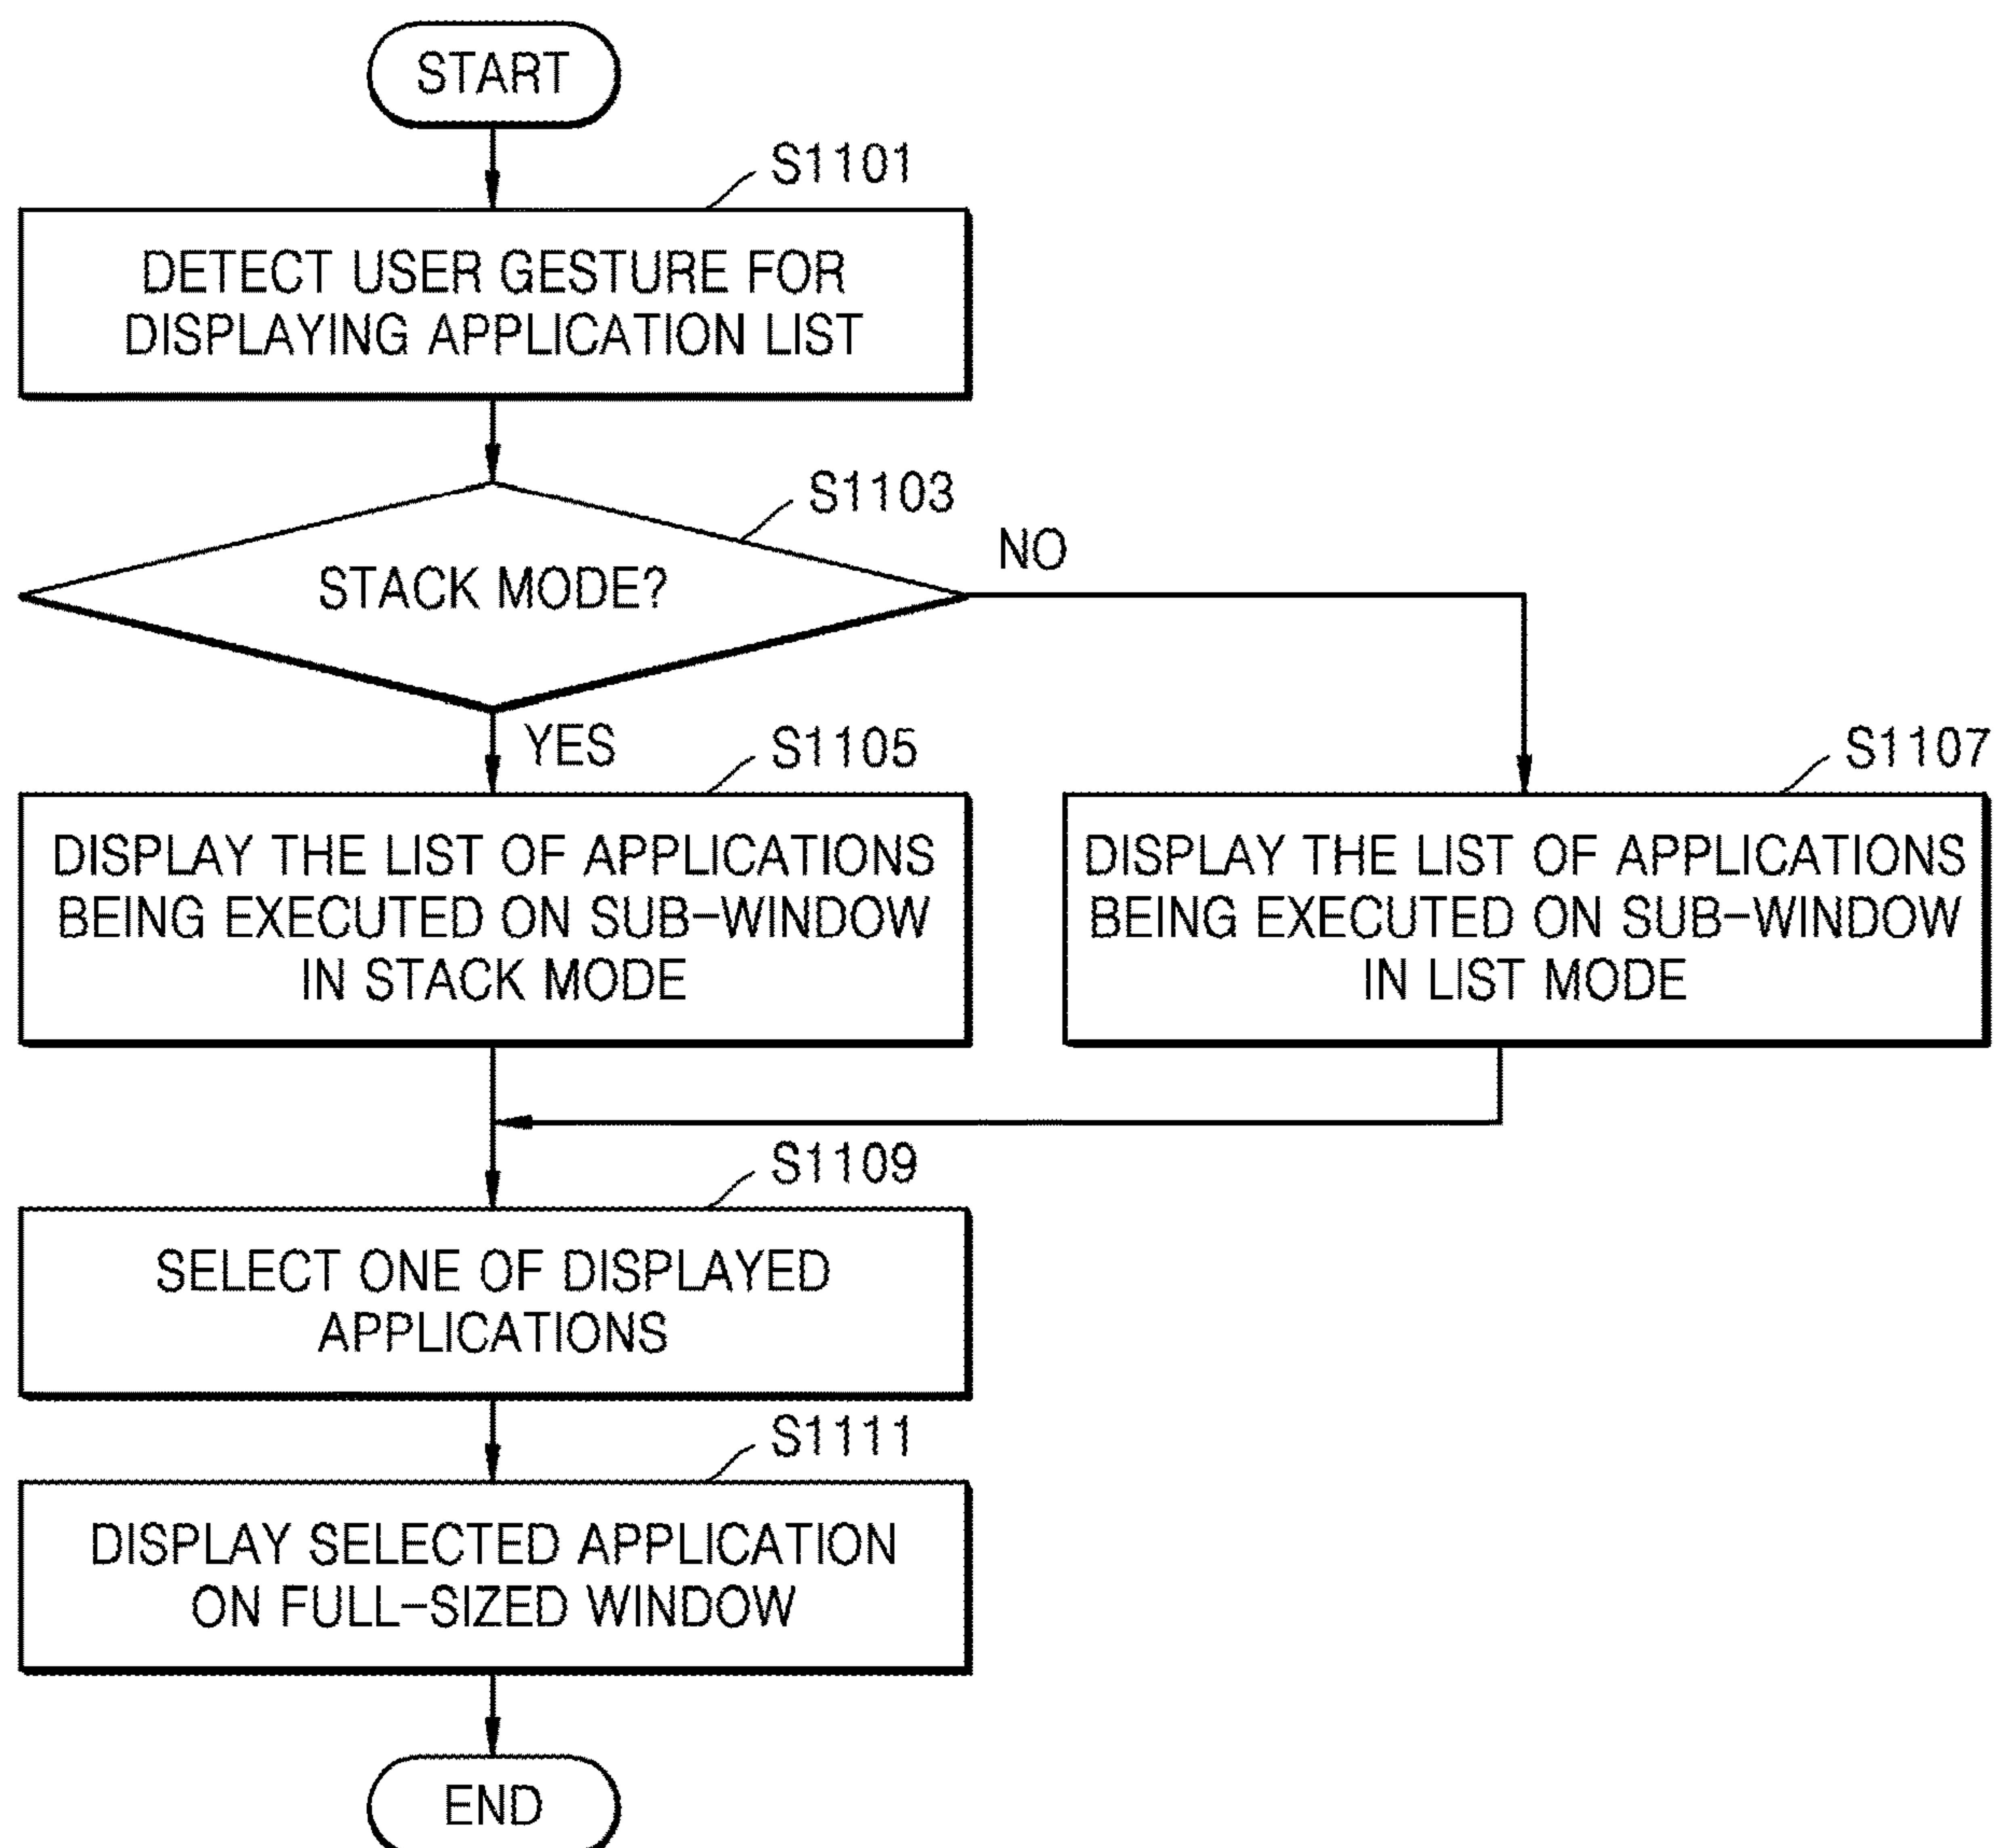 START
S1101
DETECT USER GESTURE FOR
DISPLAYING APPLICATION LIST
S1103
STACK MODE?
NO
YES
S1105
DISPLAY THE LIST OF APPLICATIONS
BEING EXECUTED ON SUB-WINDOW
IN STACK MODE
S1107
DISPLAY THE LIST OF APPLICATIONS
BEING EXECUTED ON SUB-WINDOW
IN LIST MODE
S1109
SELECT ONE OF DISPLAYED
APPLICATIONS
S1111
DISPLAY SELECTED APPLICATION
ON FULL-SIZED WINDOW
END